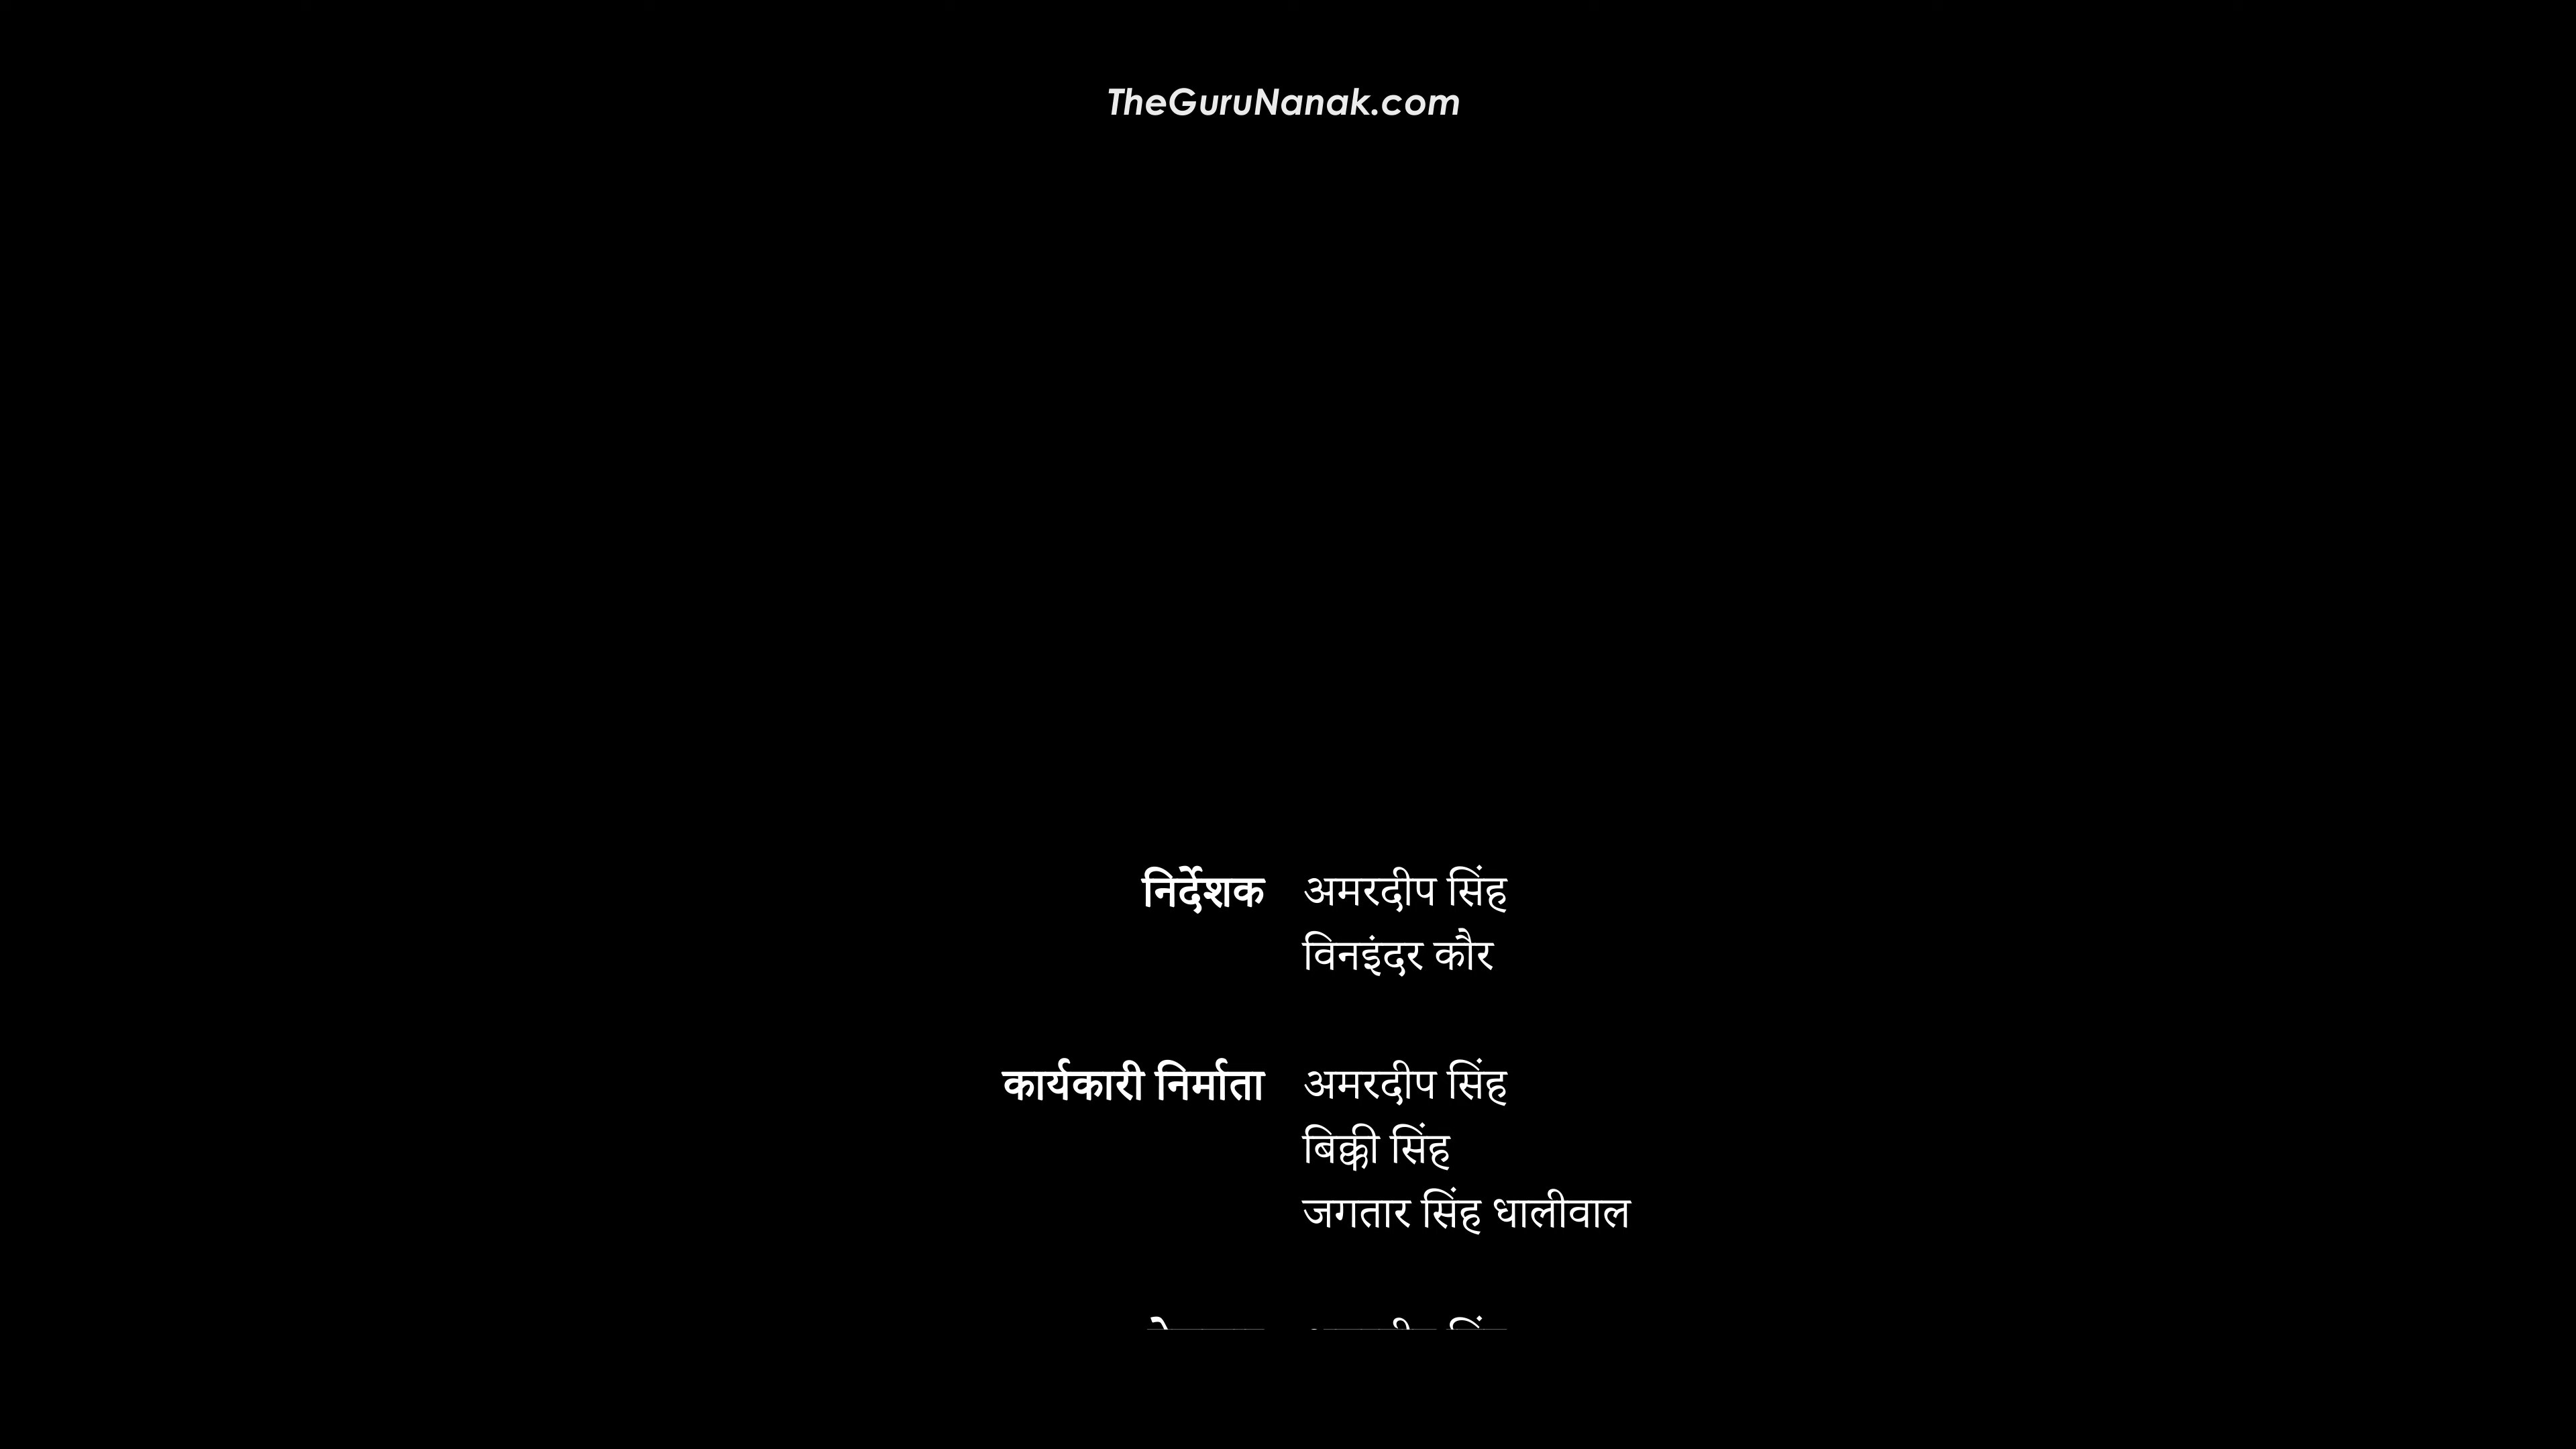 TheGuruNanak.com
निर्देशक अमरदीप सिंह
विनइंदर कौर
कार्यकारी निर्माता अमरदीप सिंह
बिक्की सिंह
जगतार सिंह धालीवाल